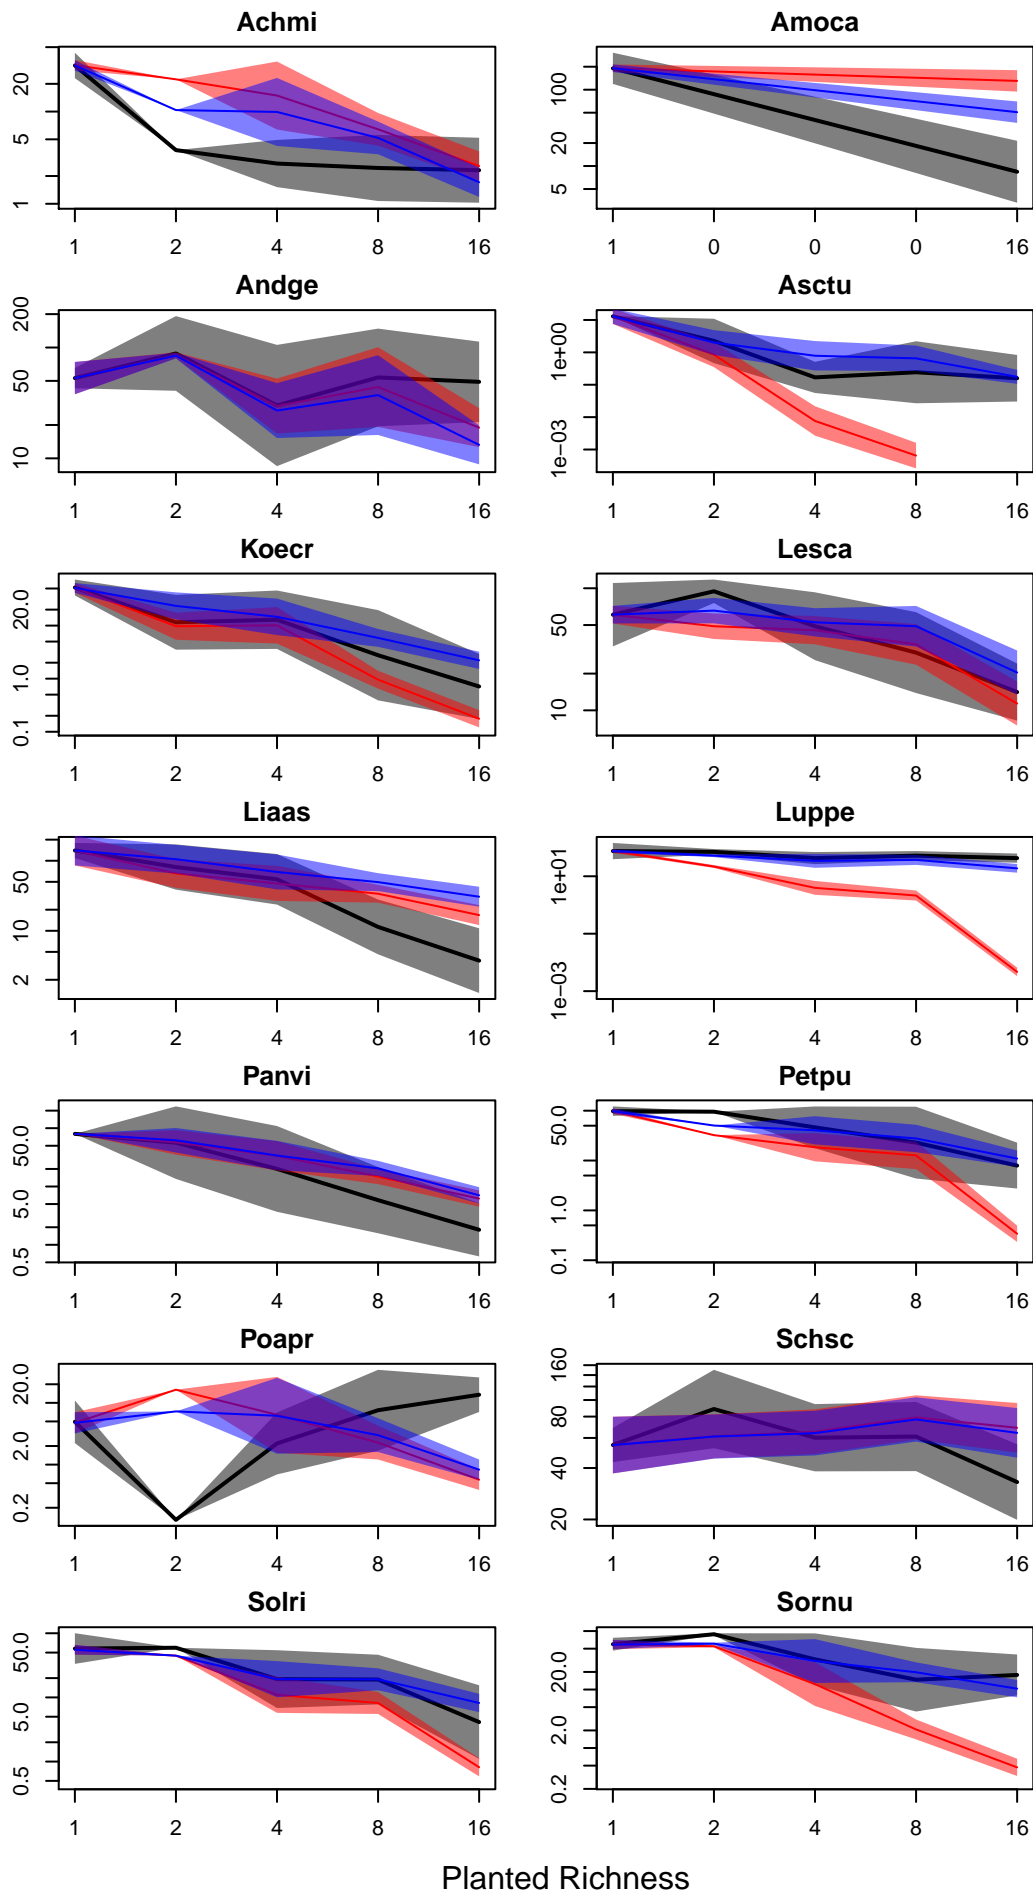 Achmi
20
5
1
1 2 4 8 16
Amoca
100
20
5
1 0 0 0 16
Andge
200
50
10
1 2 4 8 16
Asctu
1e+00
1e−03
1 2 4 8 16
Koecr
20.0
1.0
0.1
1 2 4 8 16
Lesca
50
10
1 2 4 8 16
Liaas
50
10
2
1 2 4 8 16
Luppe
1e+01
1e−03
1 2 4 8 16
Panvi
50.0
5.0
0.5
1 2 4 8 16
Petpu
50.0
1.0
0.1
1 2 4 8 16
Poapr
20.0
2.0
0.2
1 2 4 8 16
Schsc
160
80
40
20
1 2 4 8 16
Solri
50.0
5.0
0.5
1 2 4 8 16
Sornu
20.0
2.0
0.2
1 2 4 8 16
Planted Richness